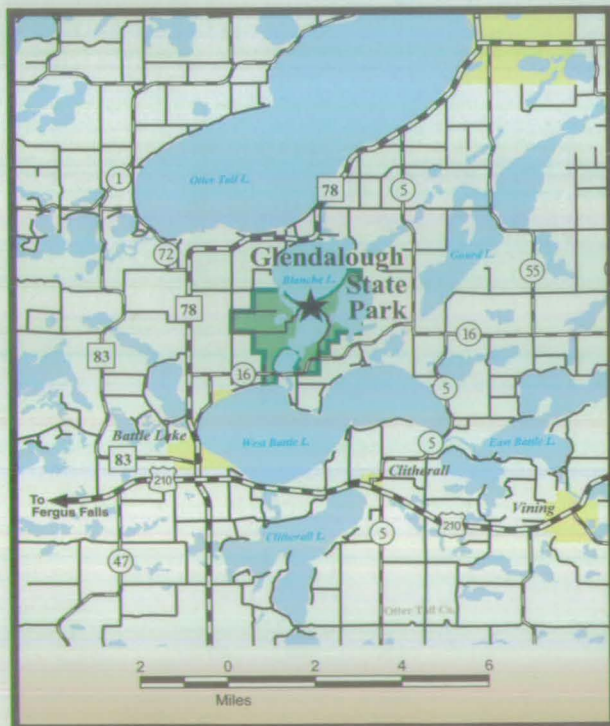 1
Otter Tail L.
78
5
72
Glendalough
State
Park
Blanche L.
Gourd L.
55
78
83
16
16
5
Battle Lake
West Battle L.
5
East Battle L.
83
Clitherall
210
To
Fergus Falls
Vining
Clitherall L.
5
210
47
Otter Tail Co.
2 0 2 4 6
Miles